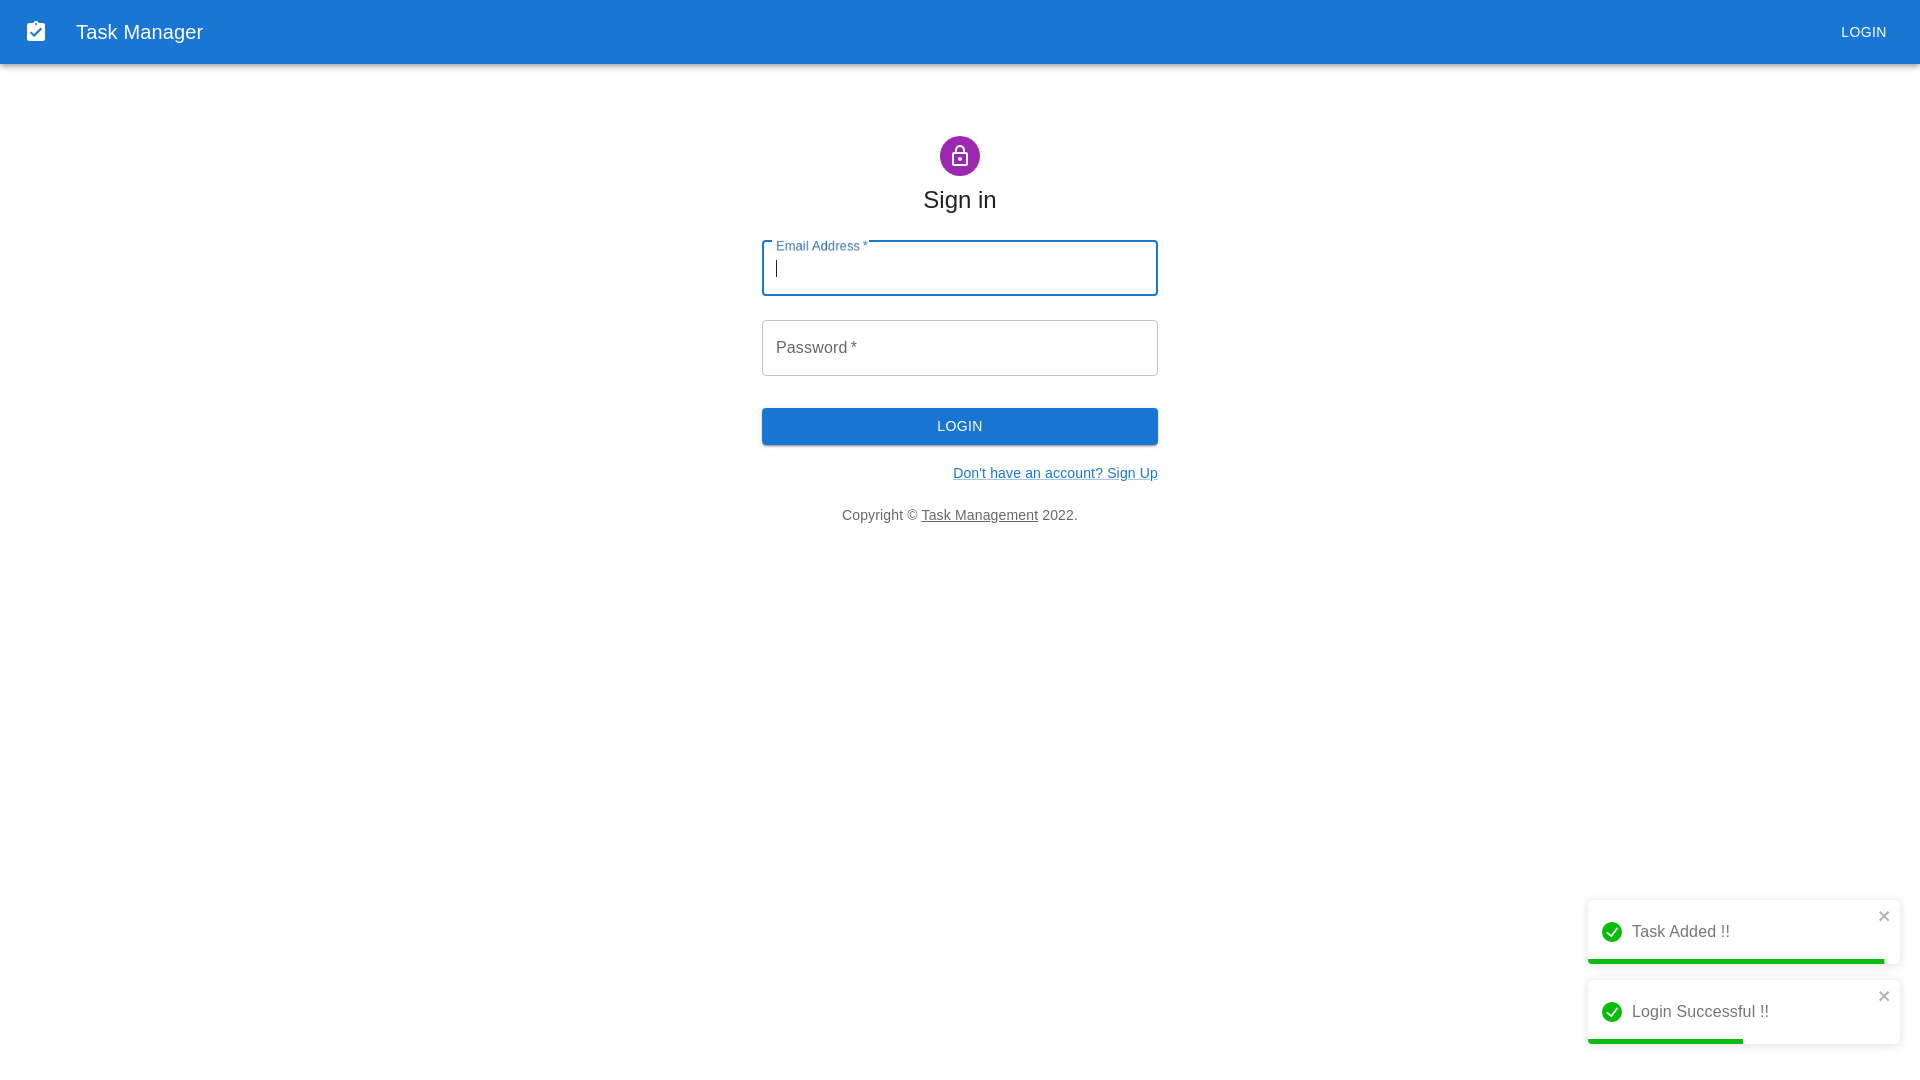 Task Manager
LOGIN
Sign in
Email Address *
Password *
LOGIN
Don't have an account? Sign Up
Copyright © Task Management 2022.
Task Added !!
Login Successful !!